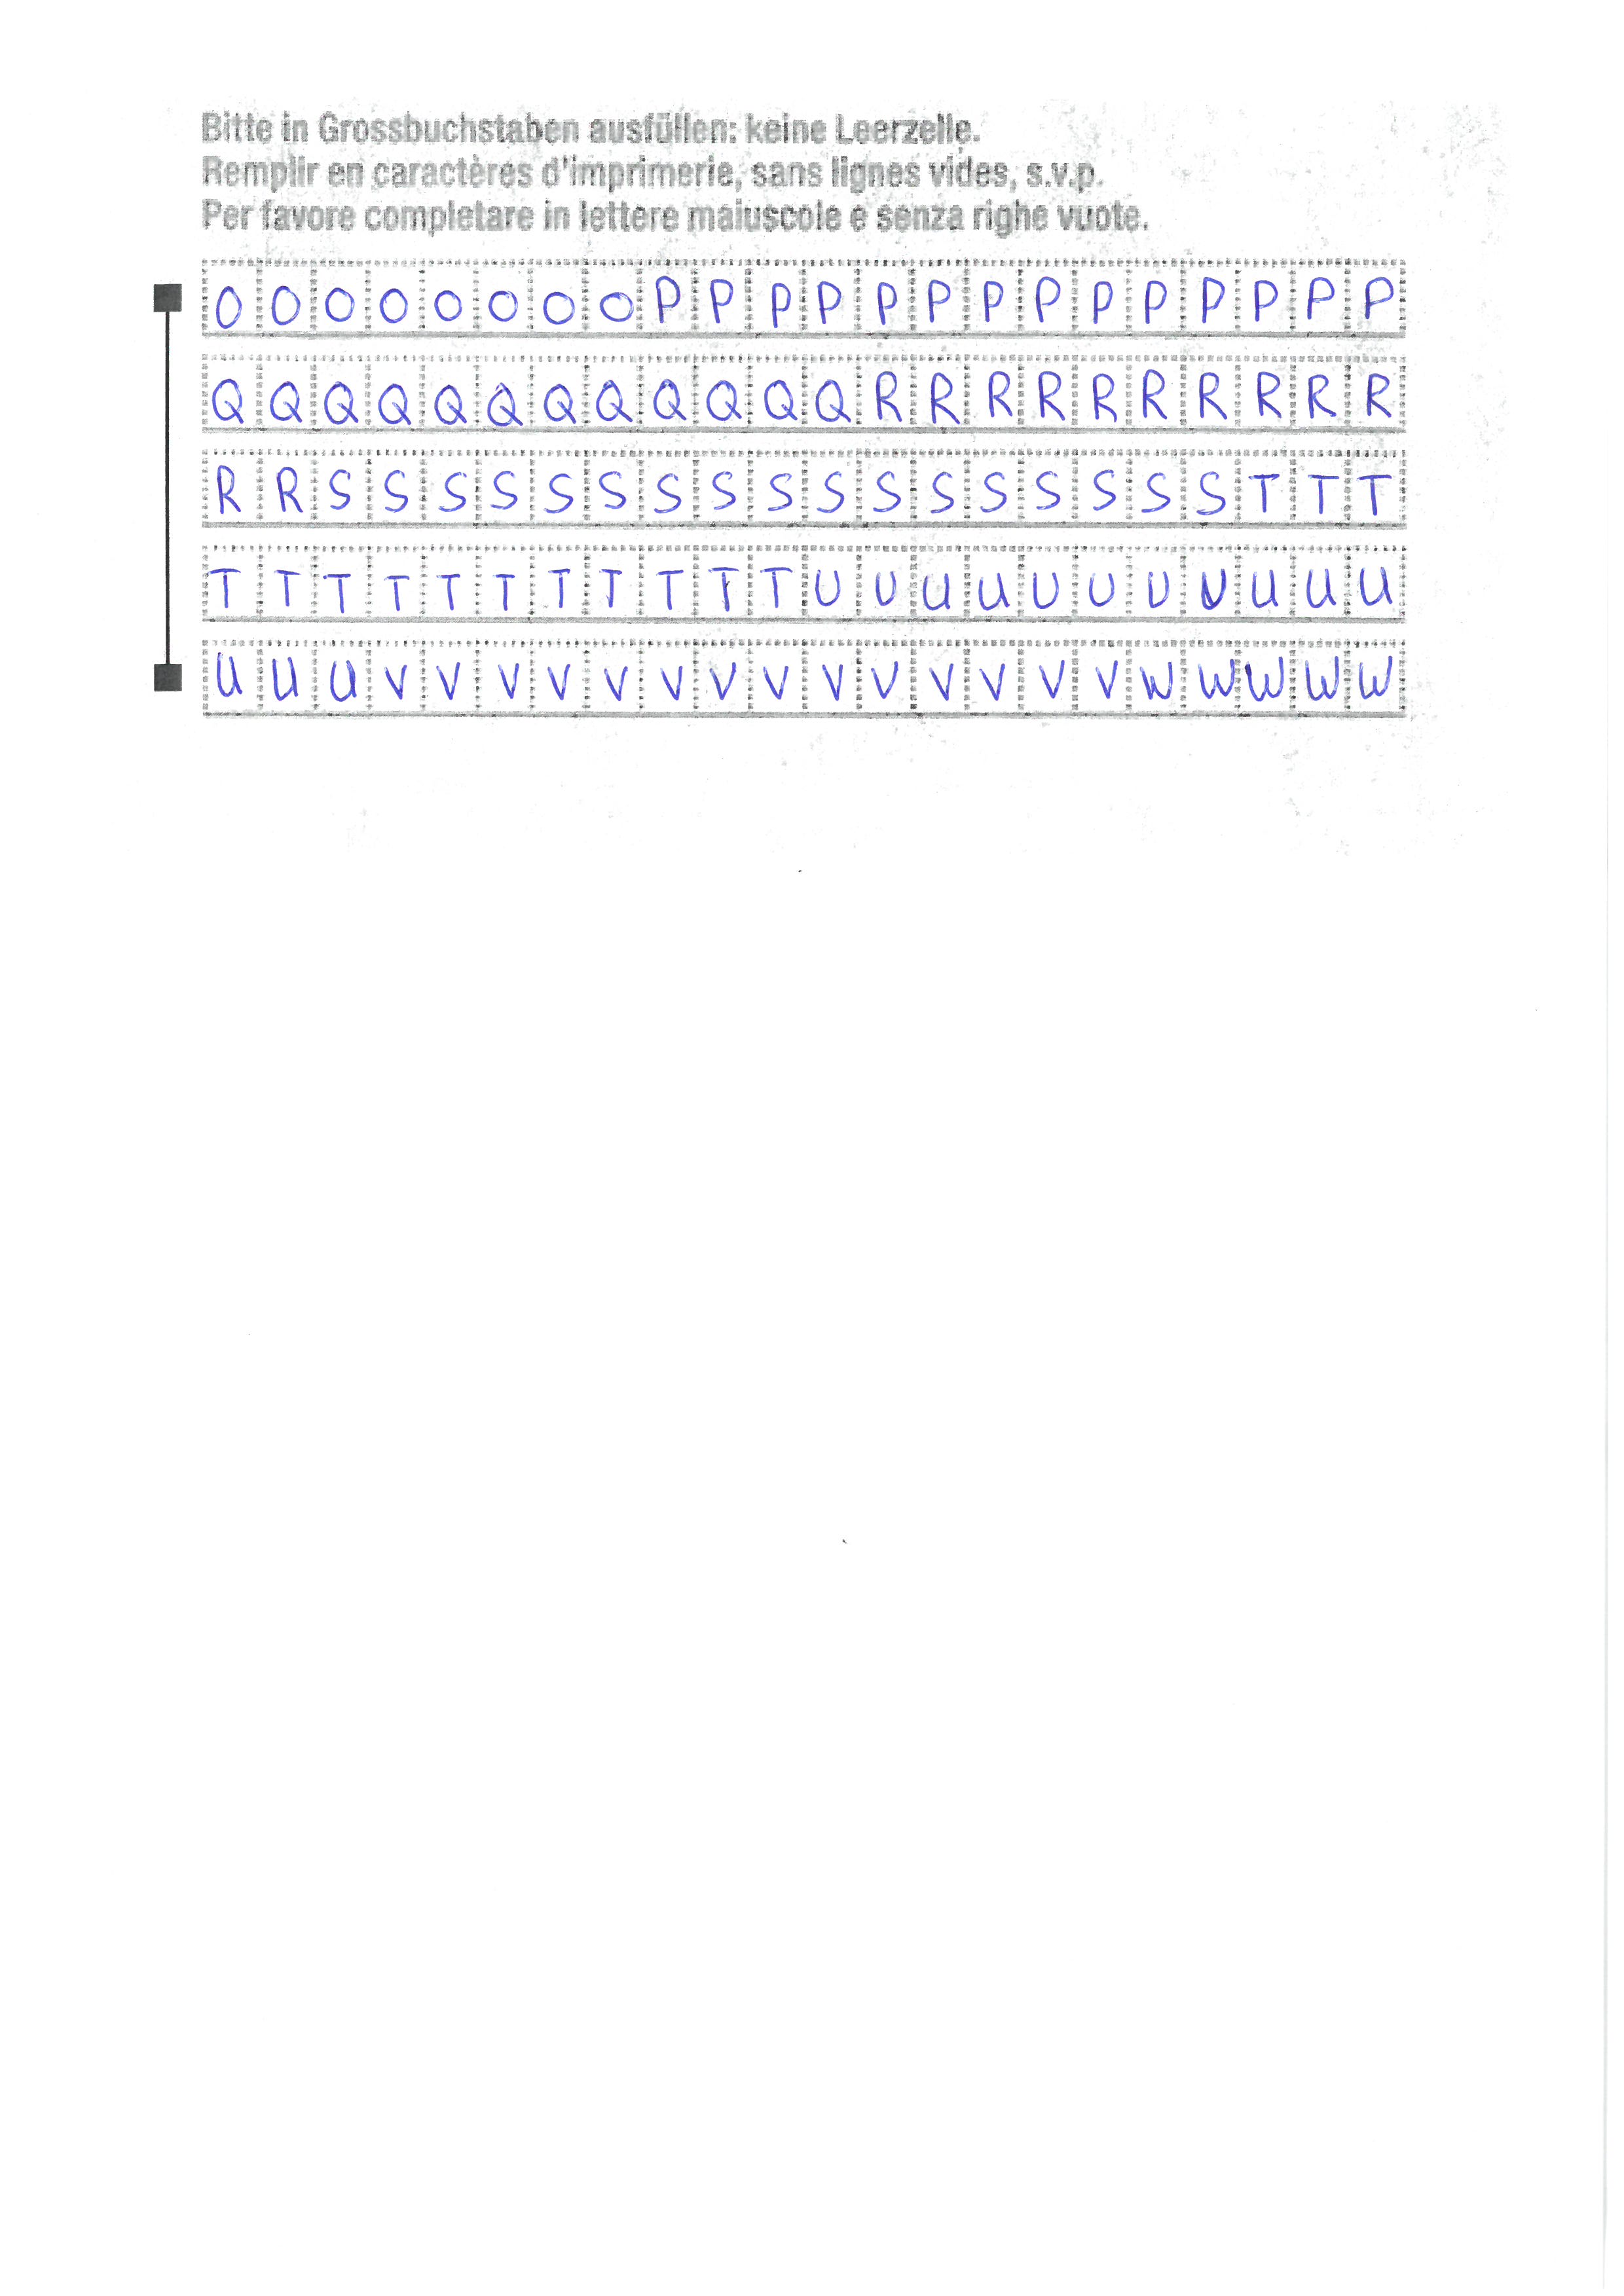 Bitte in Grossbuchstaben ausfüllen: keine Leerzeile.
Remplir en caractères d'imprimerie, sans lignes vides, s.v.p.
Per favore completare in lettere maiuscole e senza righe vuote.
OOOOOOOOPPPPPPPPPPPPPP
QQQQQQQQQQQQRRRRRRRRRR
RRSSSSSSSSSSSSSSSSSTTT
TTTTTTTTTTTUUUUUUUUUUU
UUUVVVVVVVVVVVVVVWWWWW